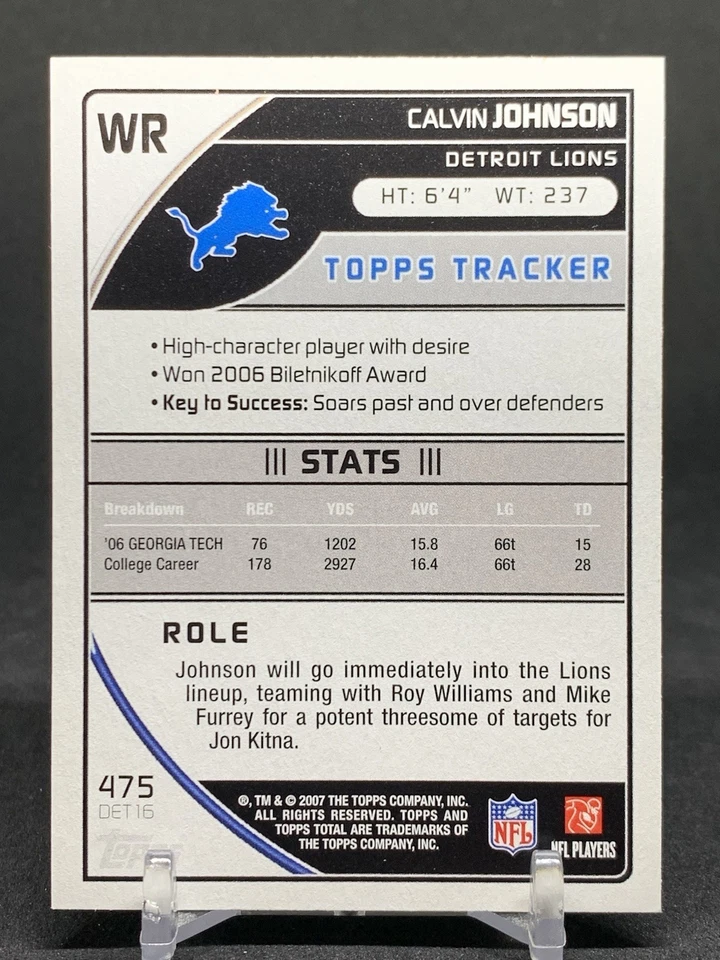 WR
CALVIN JOHNSON
DETROIT LIONS
HT: 6'4" WT: 237
TOPPS TRACKER
• High-character player with desire
• Won 2006 Biletnikoff Award
• Key to Success: Soars past and over defenders
STATS
Breakdown REC YDS AVG LG TD
'06 GEORGIA TECH 76 1202 15.8 66t 15
College Career 178 2927 16.4 66t 28
ROLE
Johnson will go immediately into the Lions
lineup, teaming with Roy Williams and Mike
Furrey for a potent threesome of targets for
Jon Kitna.
475
DET16
Topps
®, TM & © 2007 THE TOPPS COMPANY, INC.
ALL RIGHTS RESERVED. TOPPS AND
TOPPS TOTAL ARE TRADEMARKS OF
THE TOPPS COMPANY, INC.
NFL
NFL PLAYERS